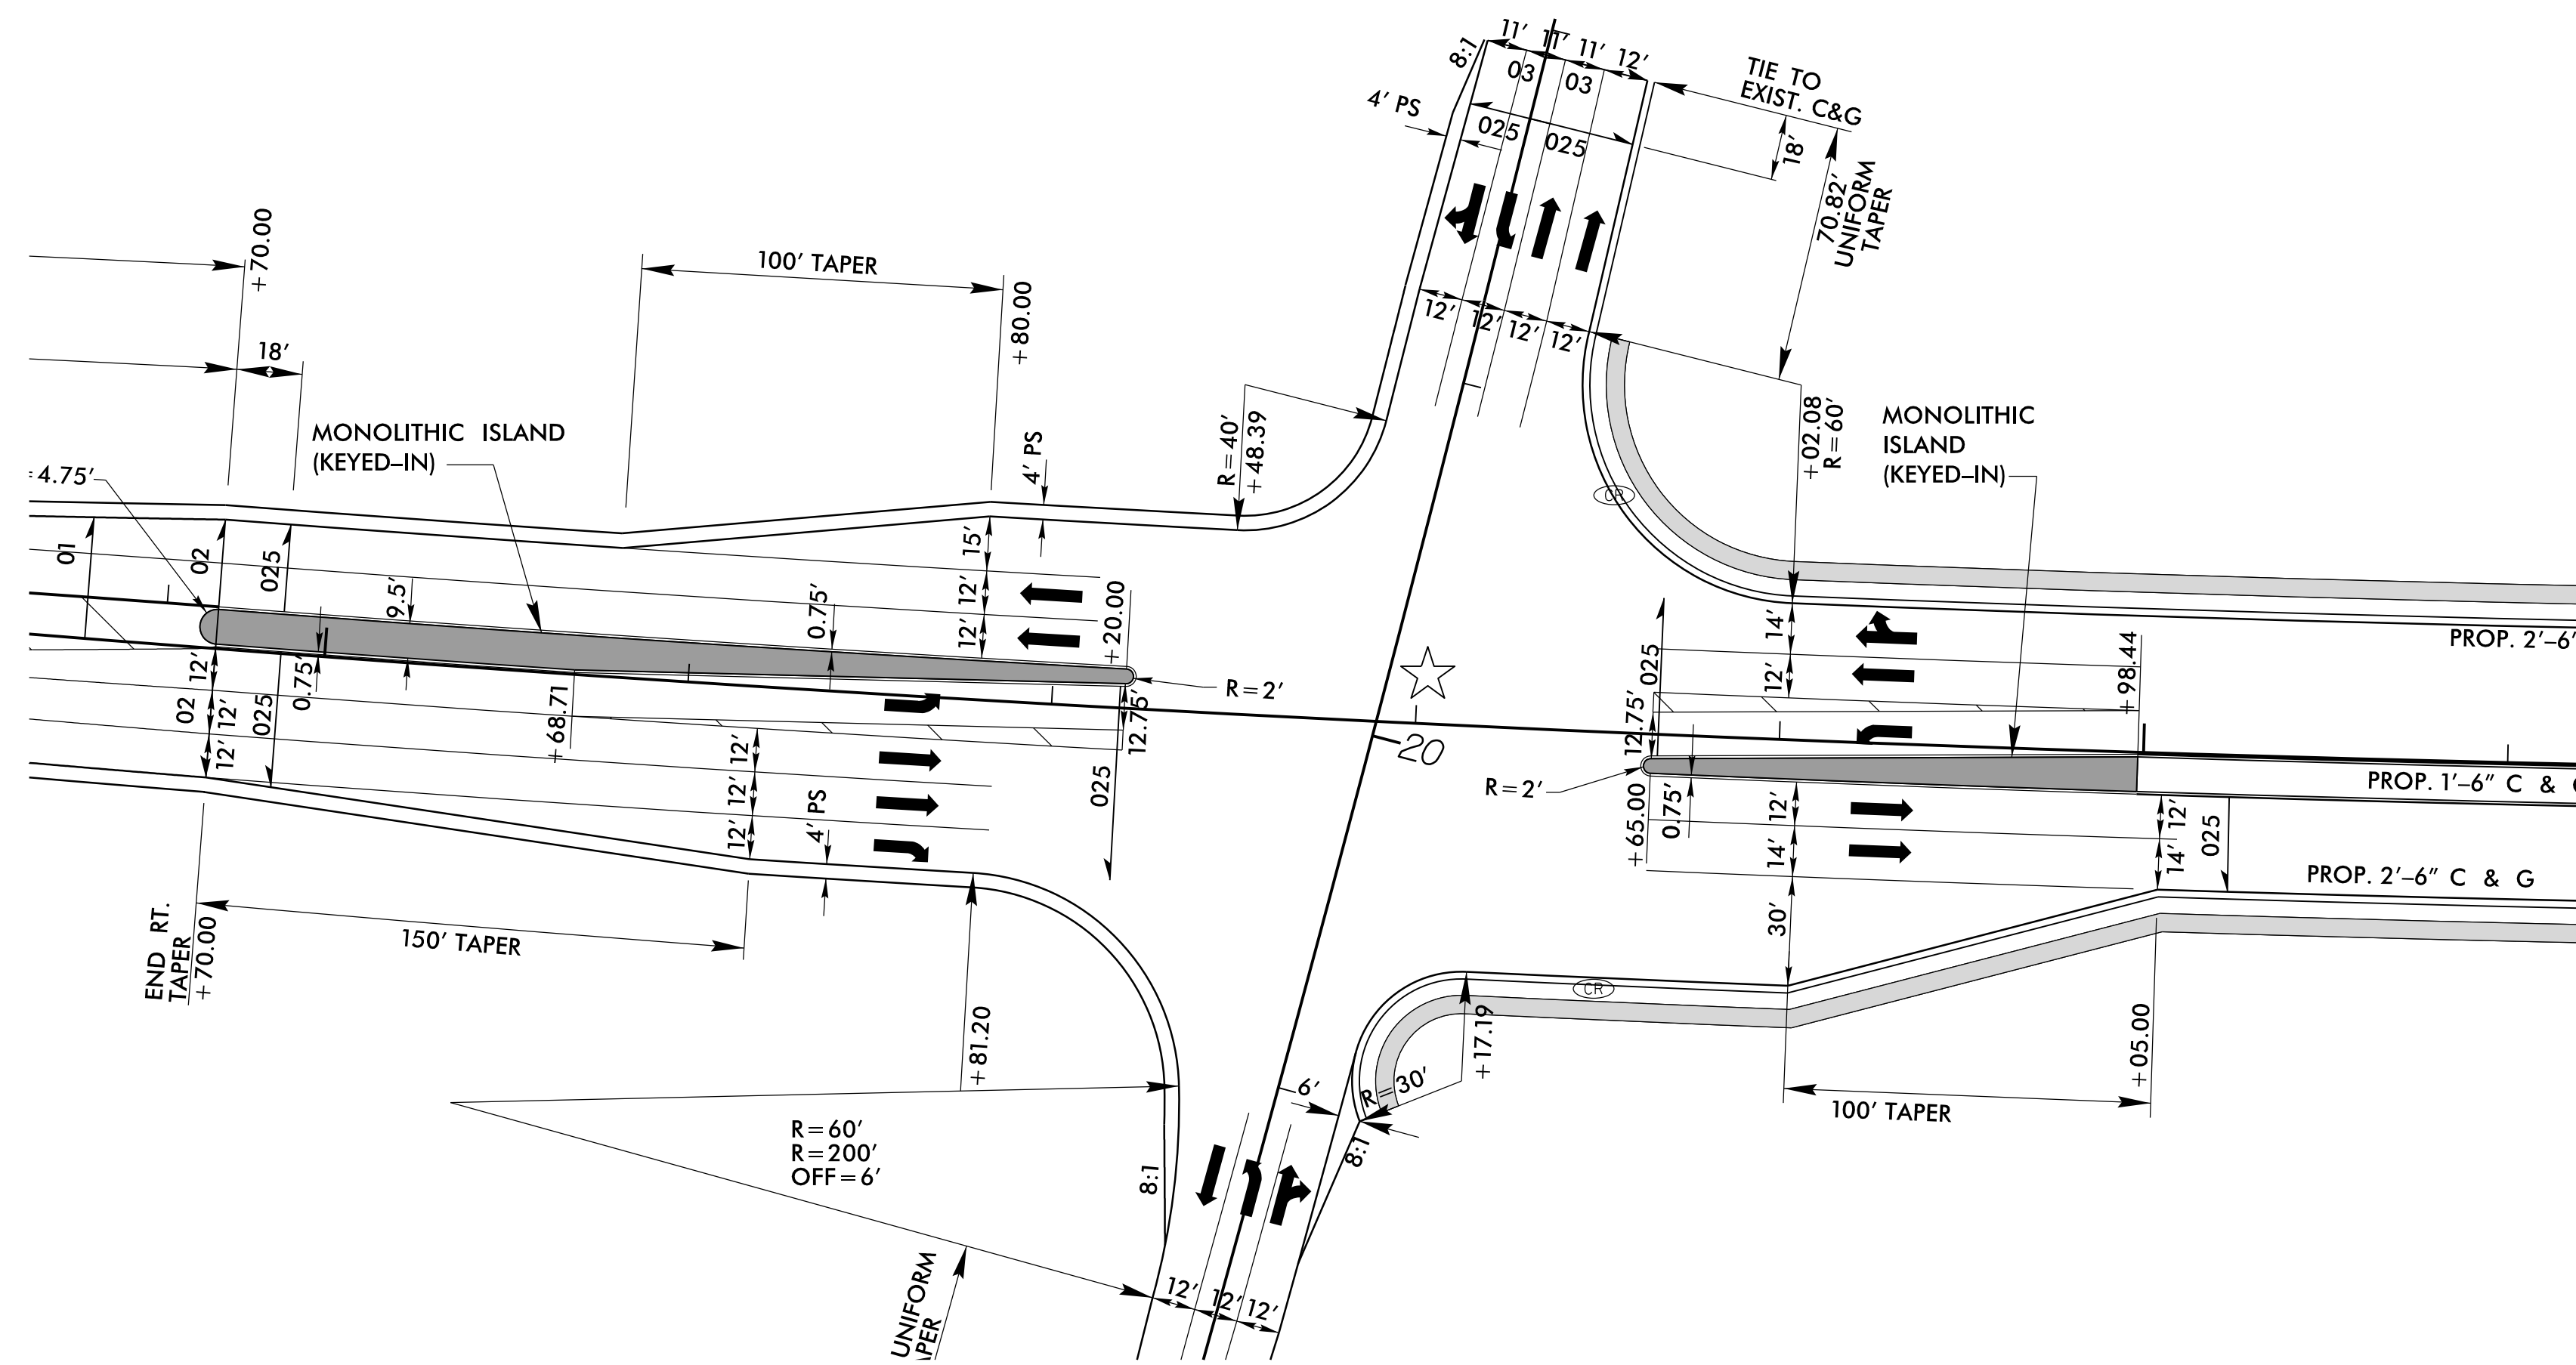 11' 11' 11' 12'
8:1
03
03
TIE TO
EXIST. C&G
4' PS
025
025
18'
70.82'
UNIFORM
TAPER
+70.00
100' TAPER
+80.00
18'
12' 12' 12' 12'
MONOLITHIC ISLAND
(KEYED–IN)
4' PS
R=40'
+48.39
+02.08
R=60'
MONOLITHIC
ISLAND
(KEYED–IN)
=4.75'
CR
01
02
025
9.5'
0.75'
15'
12'
12'
+20.00
14'
12'
025
+98.44
PROP. 2'–6"
12'
02
12'
12'
025
0.75'
+68.71
R=2'
12.75'
025
20
12.75'
R=2'
+65.00
0.75'
12'
14'
30'
12'
14'
025
PROP. 1'–6" C &
PROP. 2'–6" C & G
12'
12'
12'
4' PS
END RT.
TAPER
+70.00
150' TAPER
+81.20
CR
+17.19
R=30'
6'
8:1
100' TAPER
+05.00
R=60'
R=200'
OFF=6'
8:1
UNIFORM
APER
12' 12' 12'